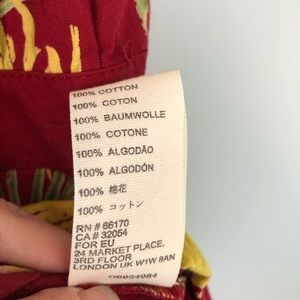 100% COTTON
100% COTON
100% BAUMWOLLE
100% COTONE
100% ALGODÃO
100% ALGODÓN
100% 棉花
100% コットン
RN # 66170
CA # 32054
FOR EU
24 MARKET PLACE,
3RD FLOOR
LONDON UK W1W 8AN